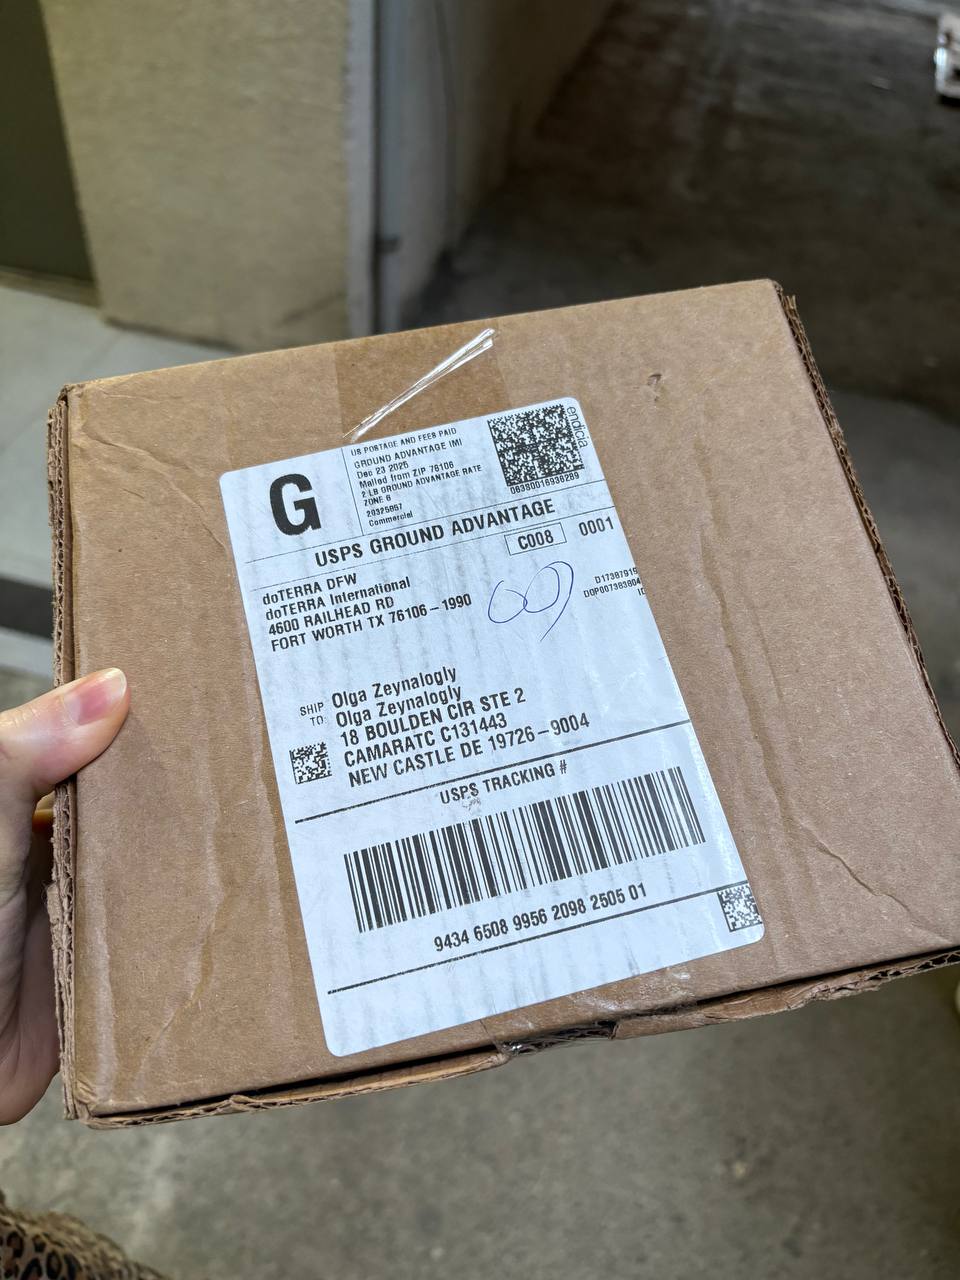 G
US POSTAGE AND FEES PAID
GROUND ADVANTAGE IMI
Dec 23 2025
Mailed from ZIP 76106
2 LB GROUND ADVANTAGE RATE
ZONE 6
20325957
Commercial
endicia
063S0016938289
USPS GROUND ADVANTAGE
C008
0001
doTERRA DFW
doTERRA International
4600 RAILHEAD RD
FORT WORTH TX 76106-1990
SHIP
TO:
Olga Zeynalogly
Olga Zeynalogly
18 BOULDEN CIR STE 2
CAMARATC C131443
NEW CASTLE DE 19726-9004
USPS TRACKING #
9434 6508 9956 2098 2505 01